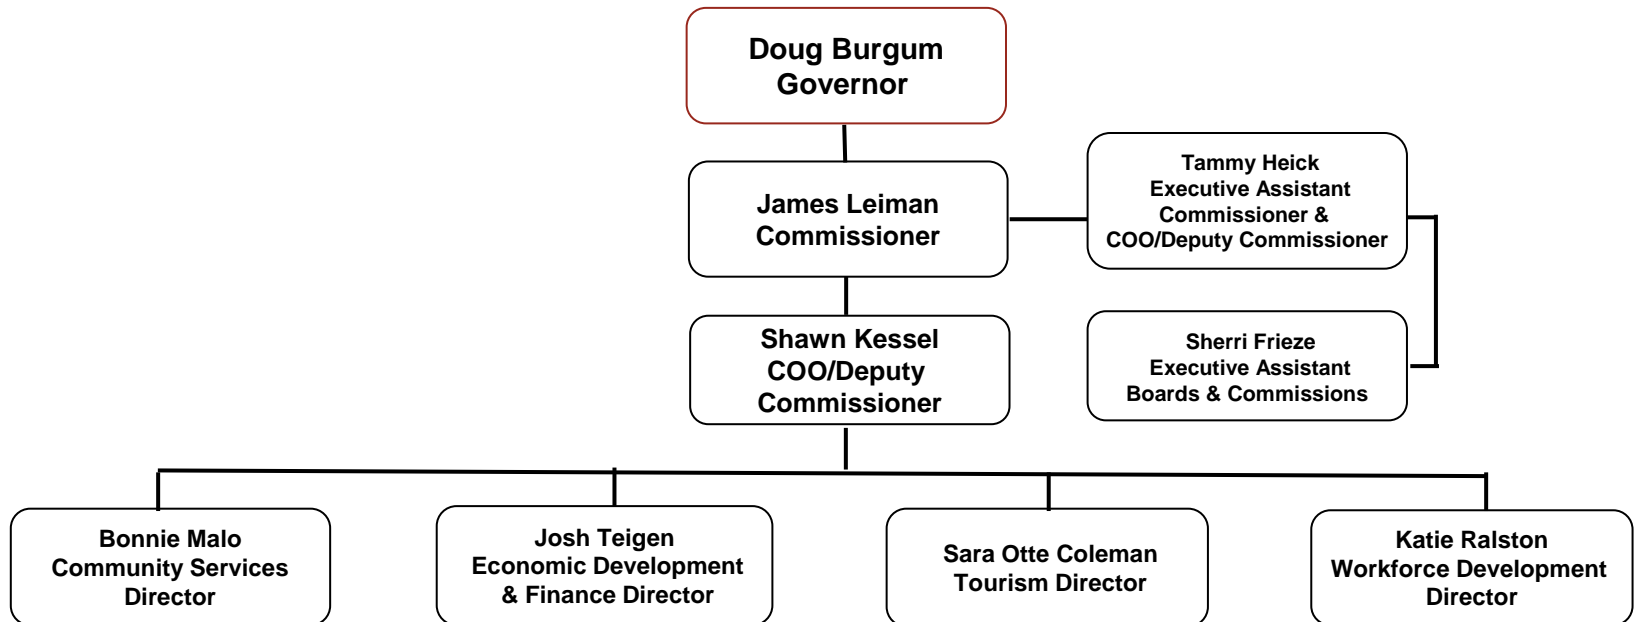 Doug Burgum
Governor
James Leiman
Commissioner
Tammy Heick
Executive Assistant
Commissioner &
COO/Deputy Commissioner
Shawn Kessel
COO/Deputy
Commissioner
Sherri Frieze
Executive Assistant
Boards & Commissions
Bonnie Malo
Community Services
Director
Josh Teigen
Economic Development
& Finance Director
Sara Otte Coleman
Tourism Director
Katie Ralston
Workforce Development
Director